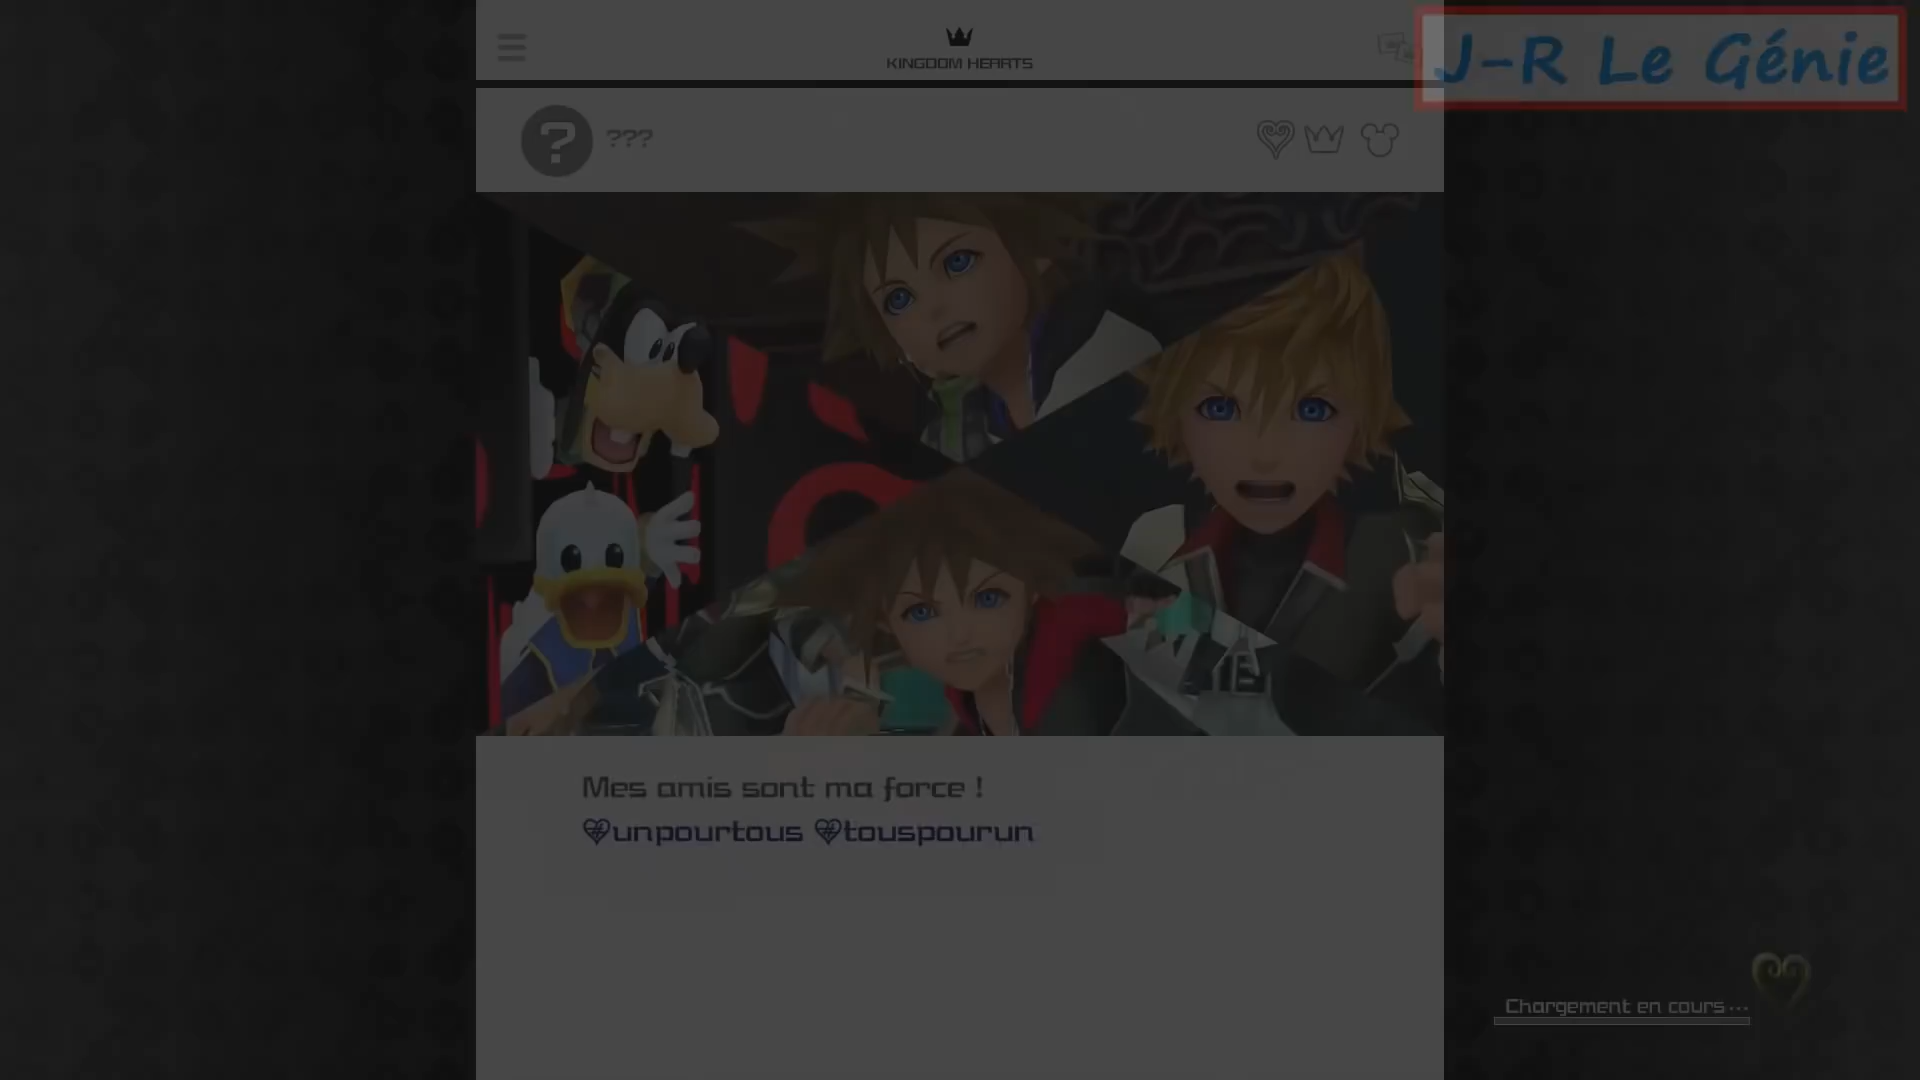 KINGDOM HEARTS
J-R Le Génie
? ???
Mes amis sont ma force !
#unpourtous #touspourun
Chargement en cours...